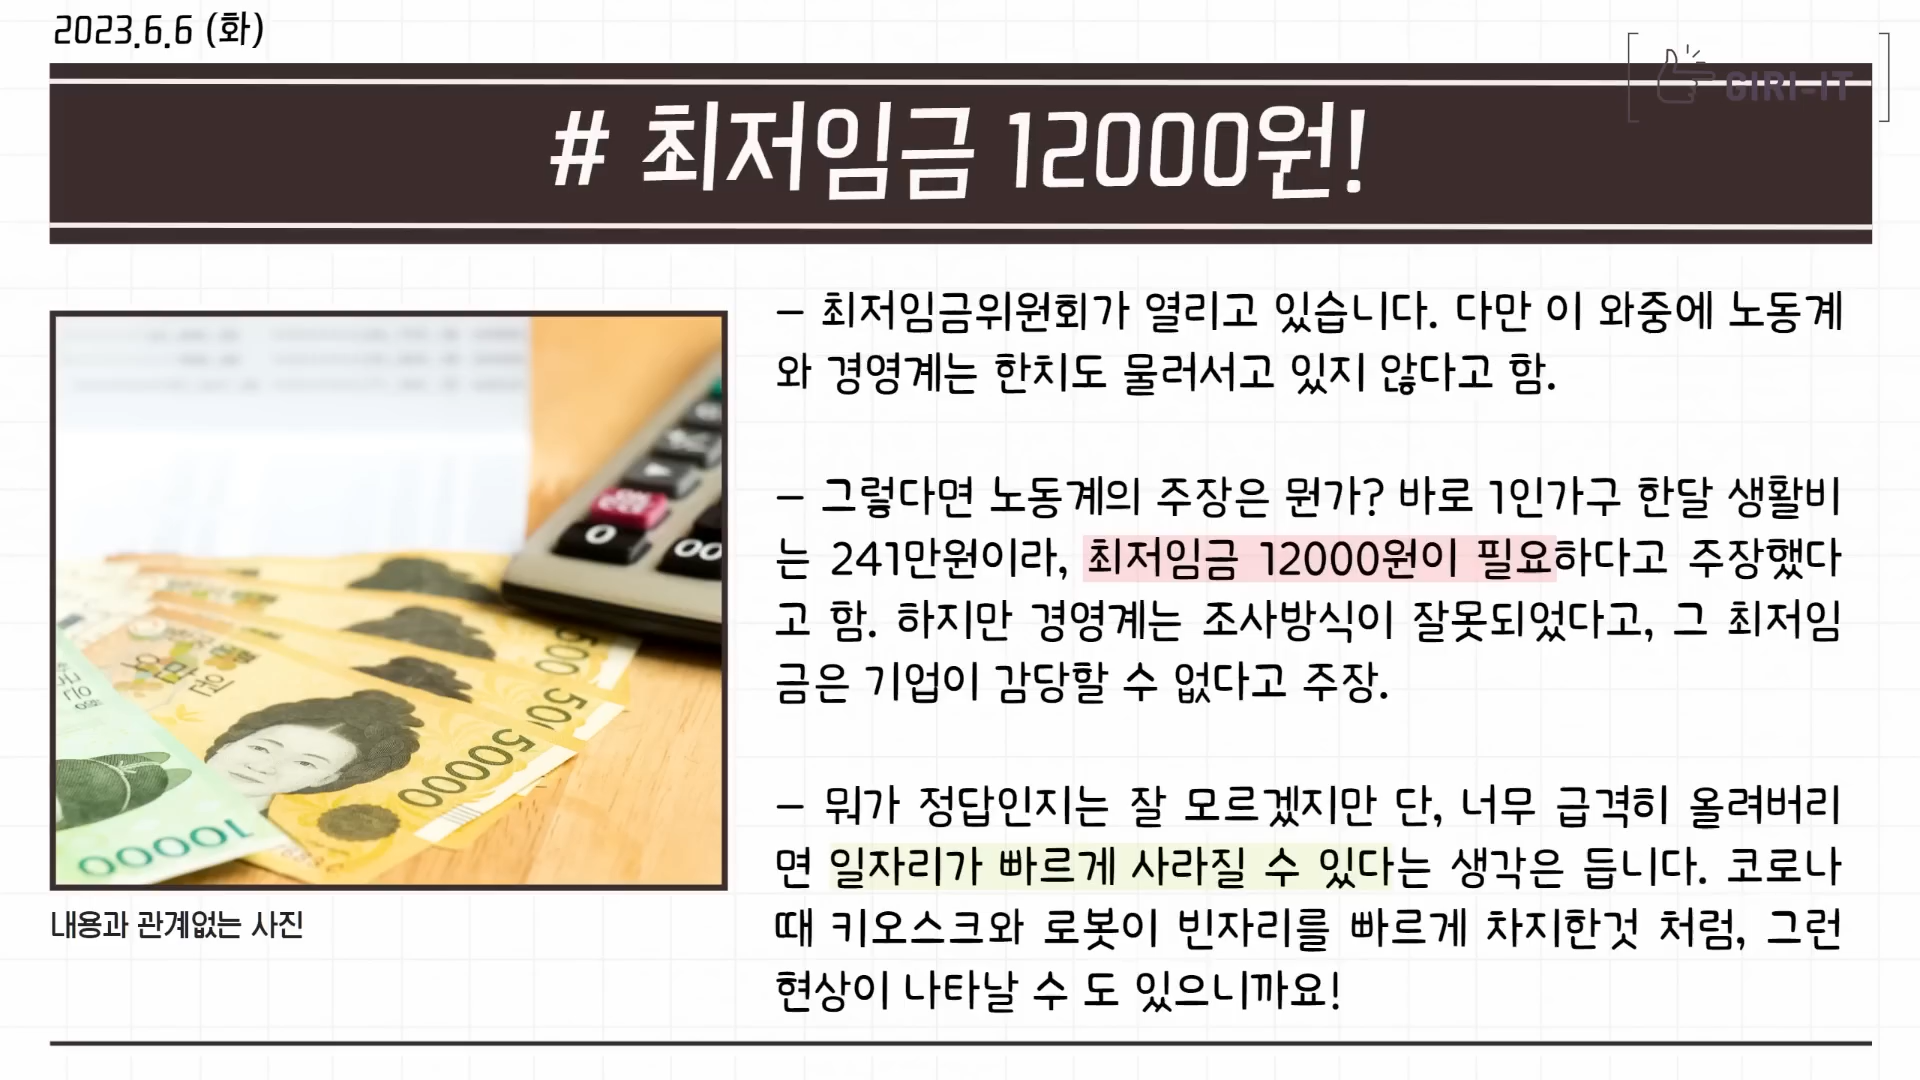 2023.6.6 (화)
GIRI-IT
# 최저임금 12000원!
- 최저임금위원회가 열리고 있습니다. 다만 이 와중에 노동계
와 경영계는 한치도 물러서고 있지 않다고 함.
- 그렇다면 노동계의 주장은 뭔가? 바로 1인가구 한달 생활비
는 241만원이라, 최저임금 12000원이 필요하다고 주장했다
고 함. 하지만 경영계는 조사방식이 잘못되었다고, 그 최저임
금은 기업이 감당할 수 없다고 주장.
- 뭐가 정답인지는 잘 모르겠지만 단, 너무 급격히 올려버리
면 일자리가 빠르게 사라질 수 있다는 생각은 듭니다. 코로나
때 키오스크와 로봇이 빈자리를 빠르게 차지한것 처럼, 그런
현상이 나타날 수 도 있으니까요!
0
00
500
500
50000
10000
내용과 관계없는 사진